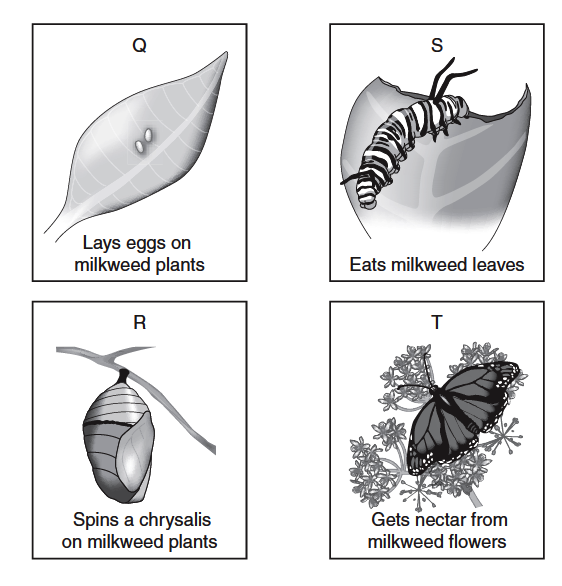 Q
Lays eggs on
milkweed plants
S
Eats milkweed leaves
R
Spins a chrysalis
on milkweed plants
T
Gets nectar from
milkweed flowers